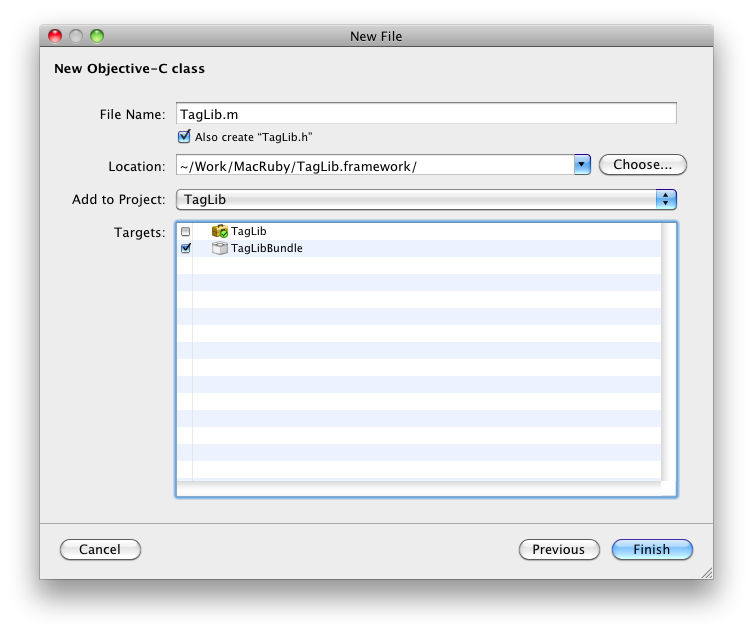 New File
New Objective-C class
File Name: TagLib.m
Also create “TagLib.h”
Location: ~/Work/MacRuby/TagLib.framework/ Choose...
Add to Project: TagLib
Targets: TagLib
TagLibBundle
Cancel Previous Finish